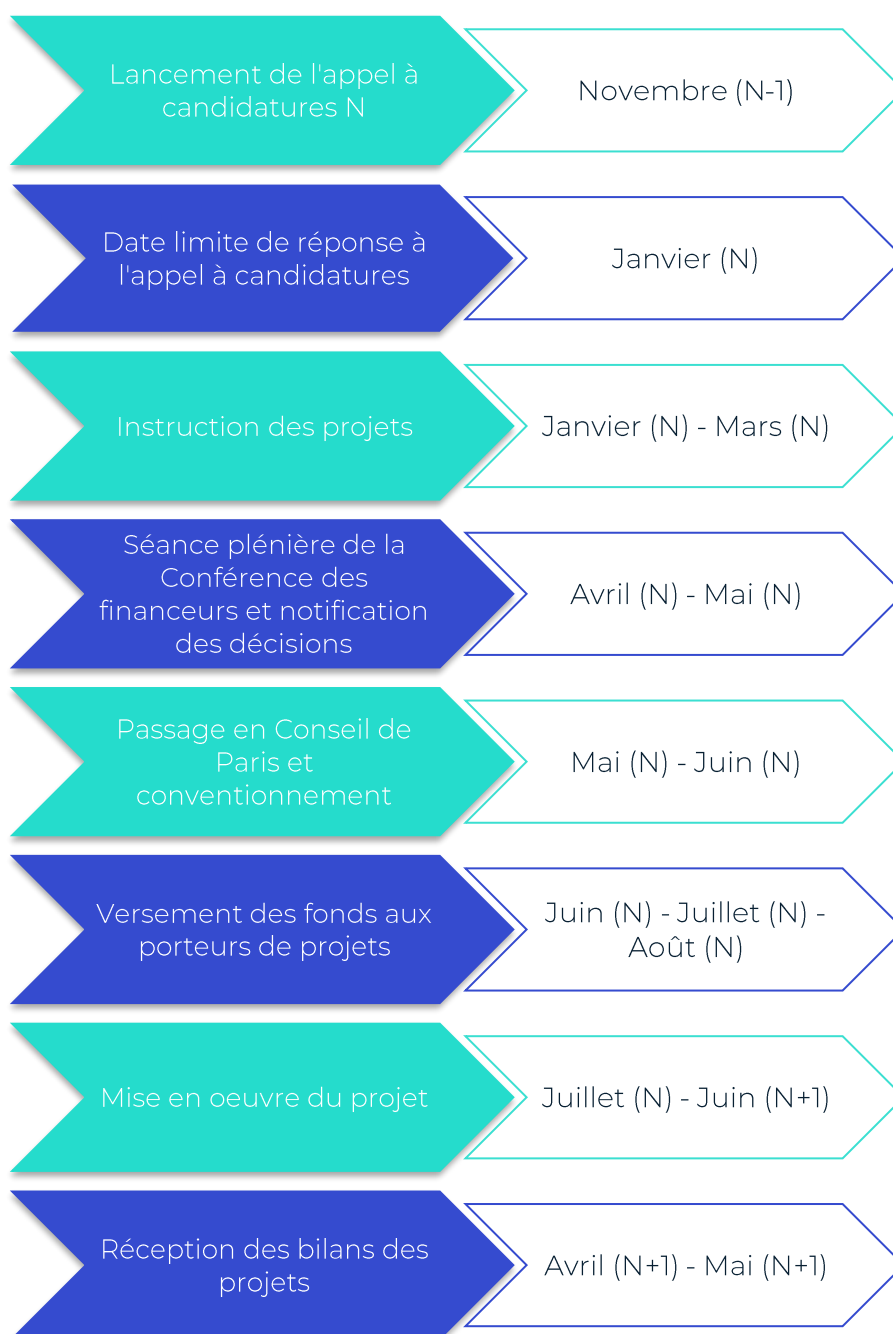 Lancement de l'appel à
candidatures N
Novembre (N-1)
Date limite de réponse à
l'appel à candidatures
Janvier (N)
Instruction des projets
Janvier (N) - Mars (N)
Séance plénière de la
Conférence des
financeurs et notification
des décisions
Avril (N) - Mai (N)
Passage en Conseil de
Paris et
conventionnement
Mai (N) - Juin (N)
Versement des fonds aux
porteurs de projets
Juin (N) - Juillet (N) -
Août (N)
Mise en oeuvre du projet
Juillet (N) - Juin (N+1)
Réception des bilans des
projets
Avril (N+1) - Mai (N+1)